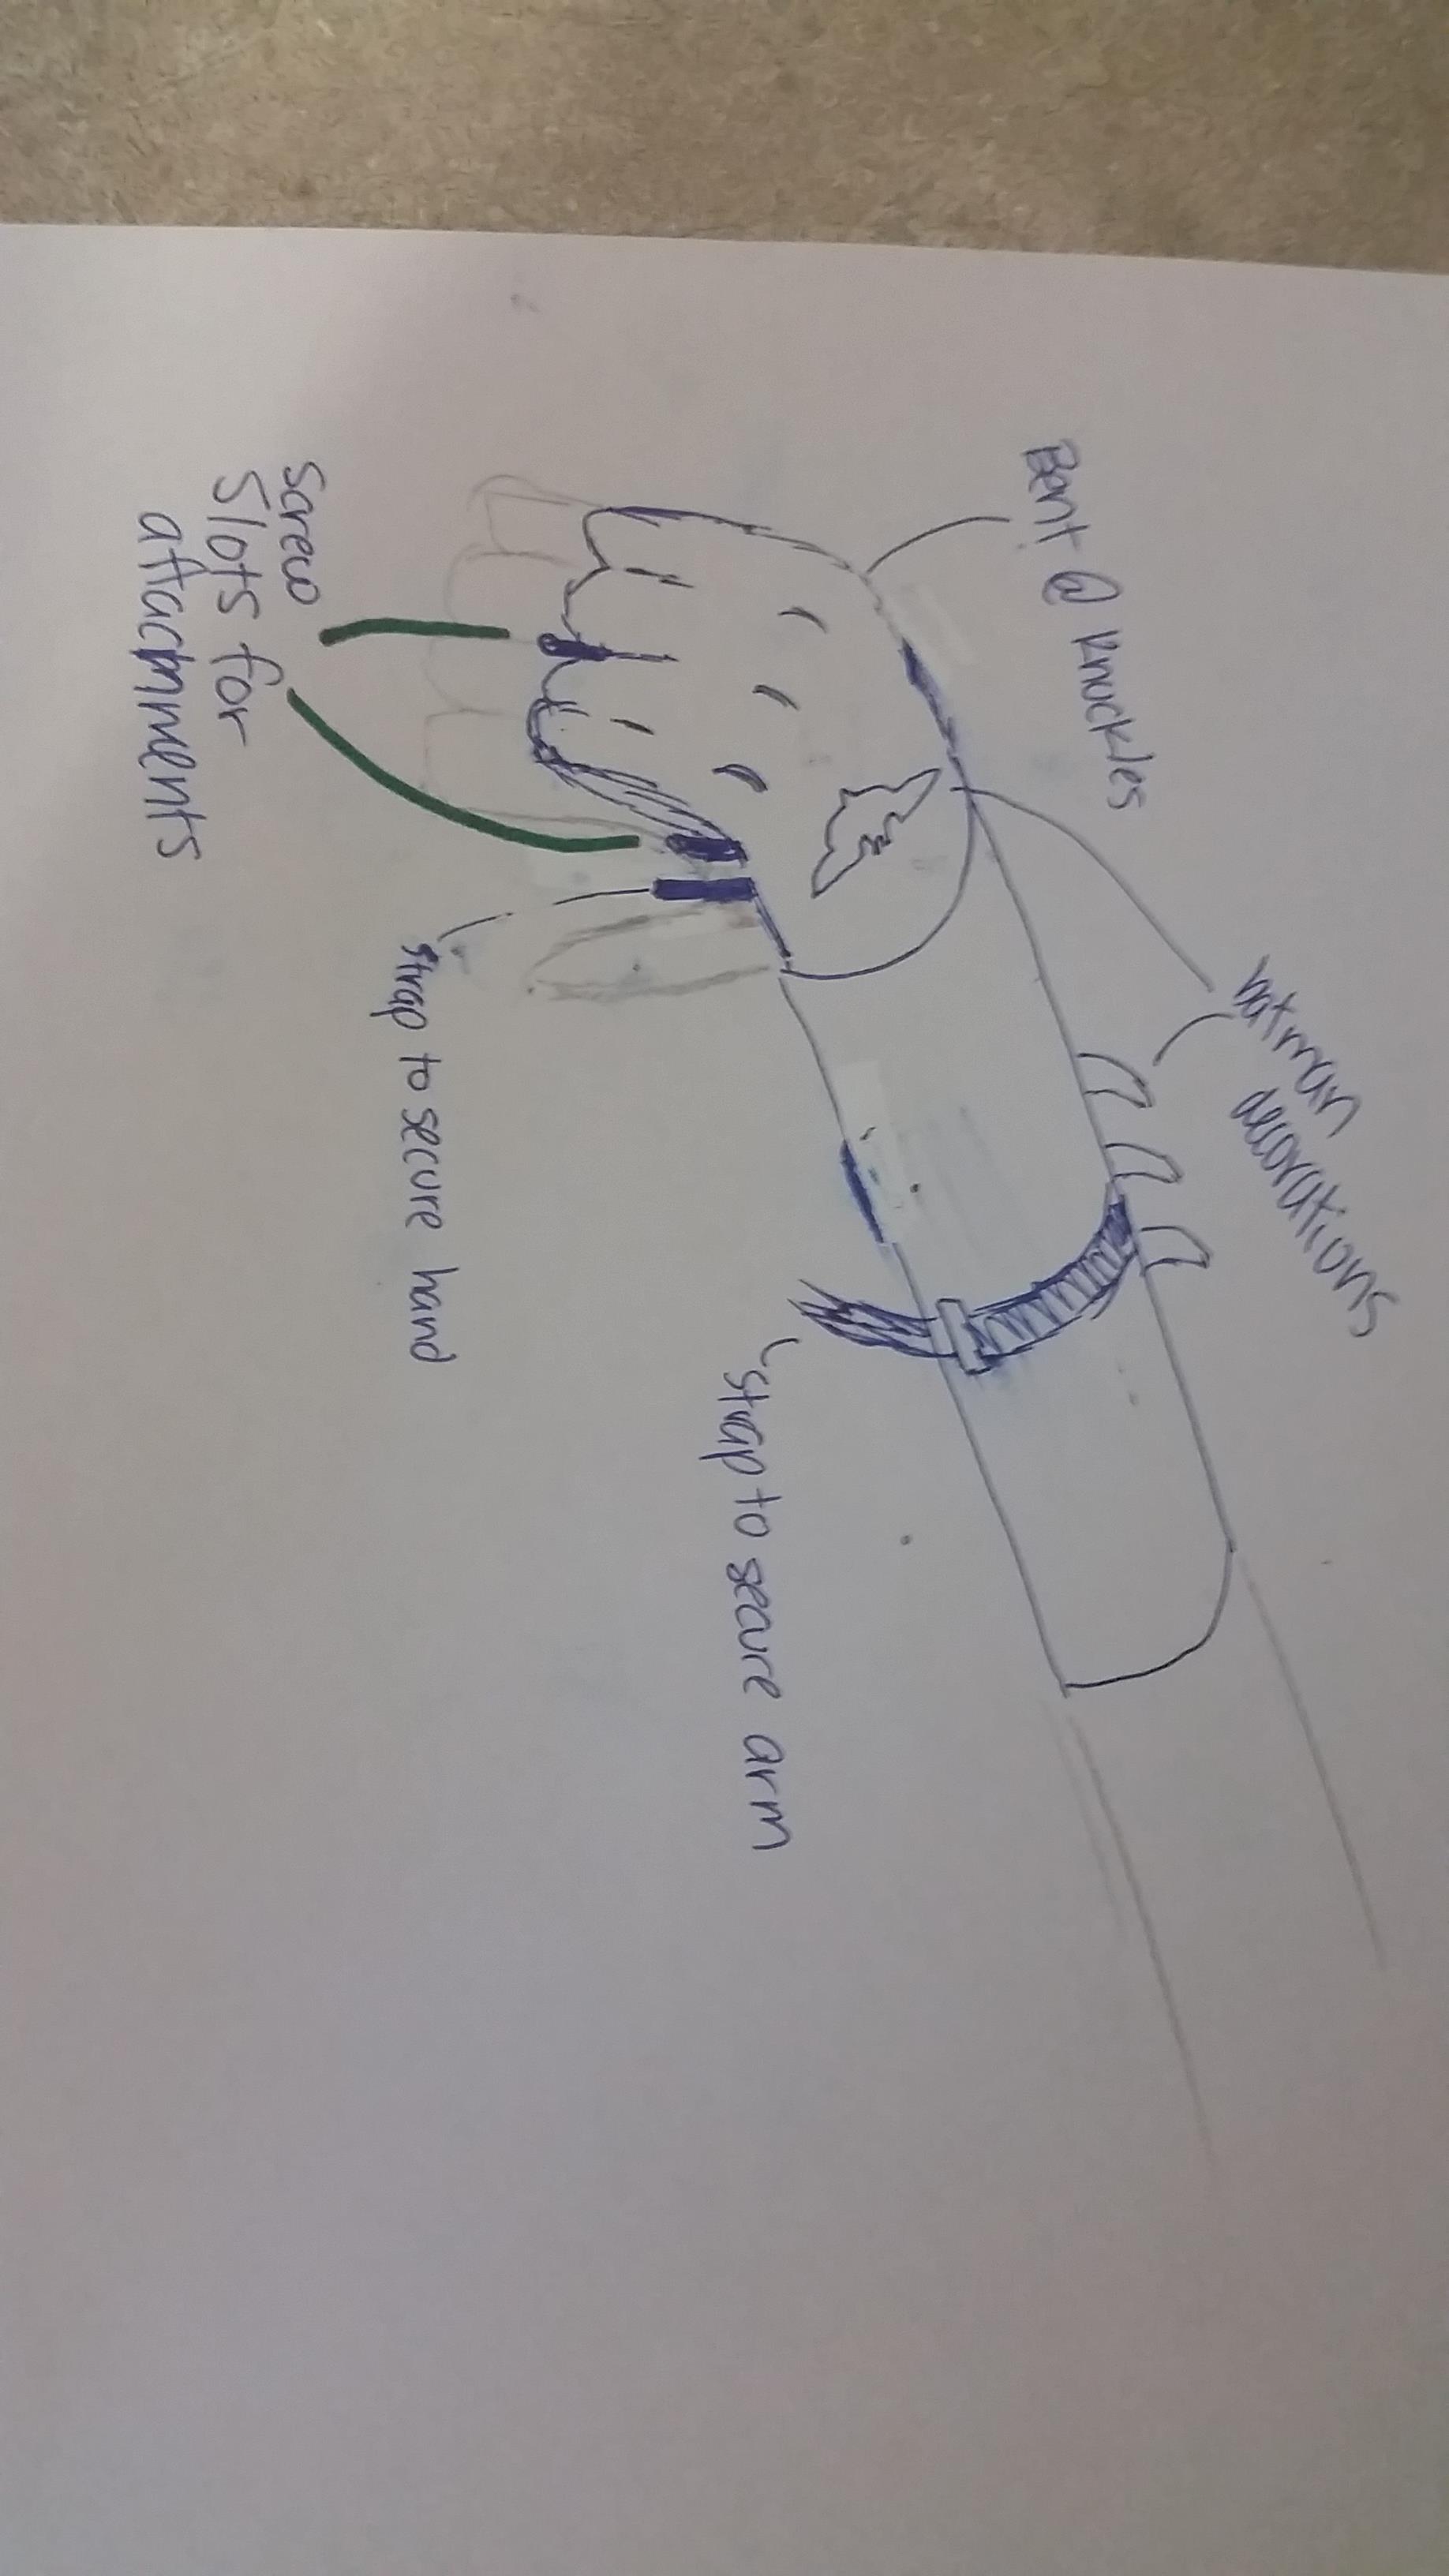 batman
decorations
Bent @ knuckles
strap to secure arm
strap to secure hand
screw
slots for
attachments